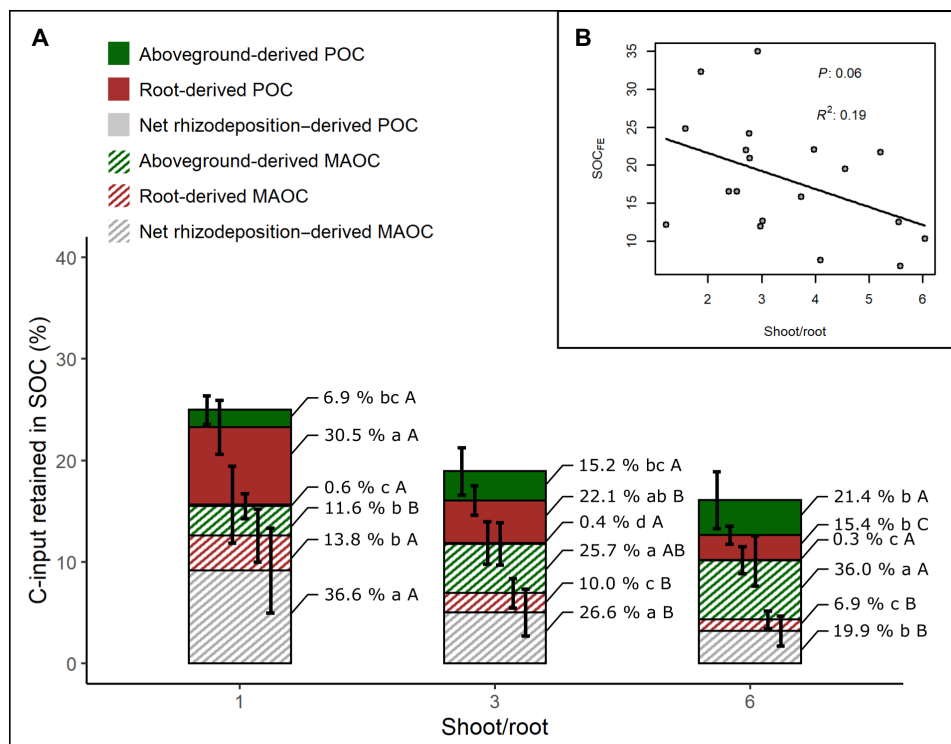 A
Aboveground-derived POC
Root-derived POC
Net rhizodeposition-derived POC
Aboveground-derived MAOC
Root-derived MAOC
Net rhizodeposition-derived MAOC
B
35
30
25
20
15
10
SOC_FE
P: 0.06
R²: 0.19
2 3 4 5 6
Shoot/root
40
30
20
10
0
C-input retained in SOC (%)
6.9 % bc A
30.5 % a A
0.6 % c A
11.6 % b B
13.8 % b A
36.6 % a A
15.2 % bc A
22.1 % ab B
0.4 % d A
25.7 % a AB
10.0 % c B
26.6 % a B
21.4 % b A
15.4 % b C
0.3 % c A
36.0 % a A
6.9 % c B
19.9 % b B
1 3 6
Shoot/root